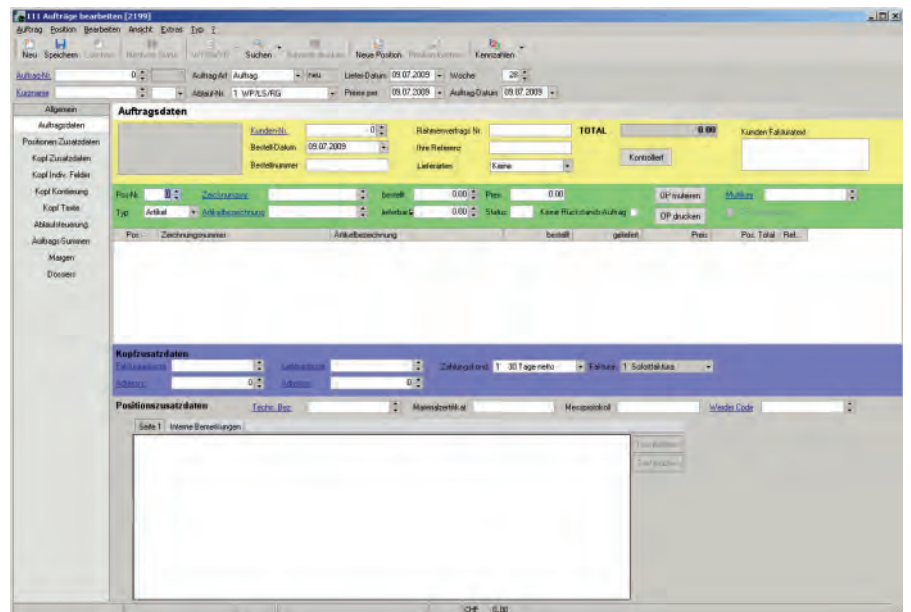 111 Aufträge bearbeiten [2199]
Auftrag Position Bearbeiten Ansicht Extras Typ ?
Neu Speichern Suchen Neue Position Kennzahlen
Auftrag-Nr. 0 Auftrag-Art Auftrag neu Liefer-Datum 09.07.2009 Woche 28
Kurzname Ablauf-Nr. 1 WP/LS/RG Preise per 09.07.2009 Auftrag-Datum 09.07.2009
Allgemein
Auftragsdaten
Positionen Zusatzdaten
Kopf Zusatzdaten
Kopf Indiv. Felder
Kopf Kontierung
Kopf Texte
Ablaufsteuerung
Auftrags-Summen
Margen
Dossiers
Auftragsdaten
Kunden-Nr. 0 Rahmenvertrags Nr. TOTAL 0.00 Kunden Fakturatext
Bestell-Datum 09.07.2009 Ihre Referenz
Bestellnummer Lieferarten Keine Kontrolliert
Pos-Nr. bestellt 0.00 Preis 0.00 OP mutieren
Typ Artikel Artikelbezeichnung lieferbar 0.00 Status Keine Rückstands-Auftrag OP drucken
Pos. Zeichnungsnummer Artikelbezeichnung bestellt geliefert Preis Pos. Total
Kopfzusatzdaten
1 30 Tage netto Faktura 1 Sofortfaktura
0 0
Positionszusatzdaten Techn. Bez. Materialzertifikat Messprotokoll Werder Code
Seite 1 Interne Bemerkungen
CHF 0.00